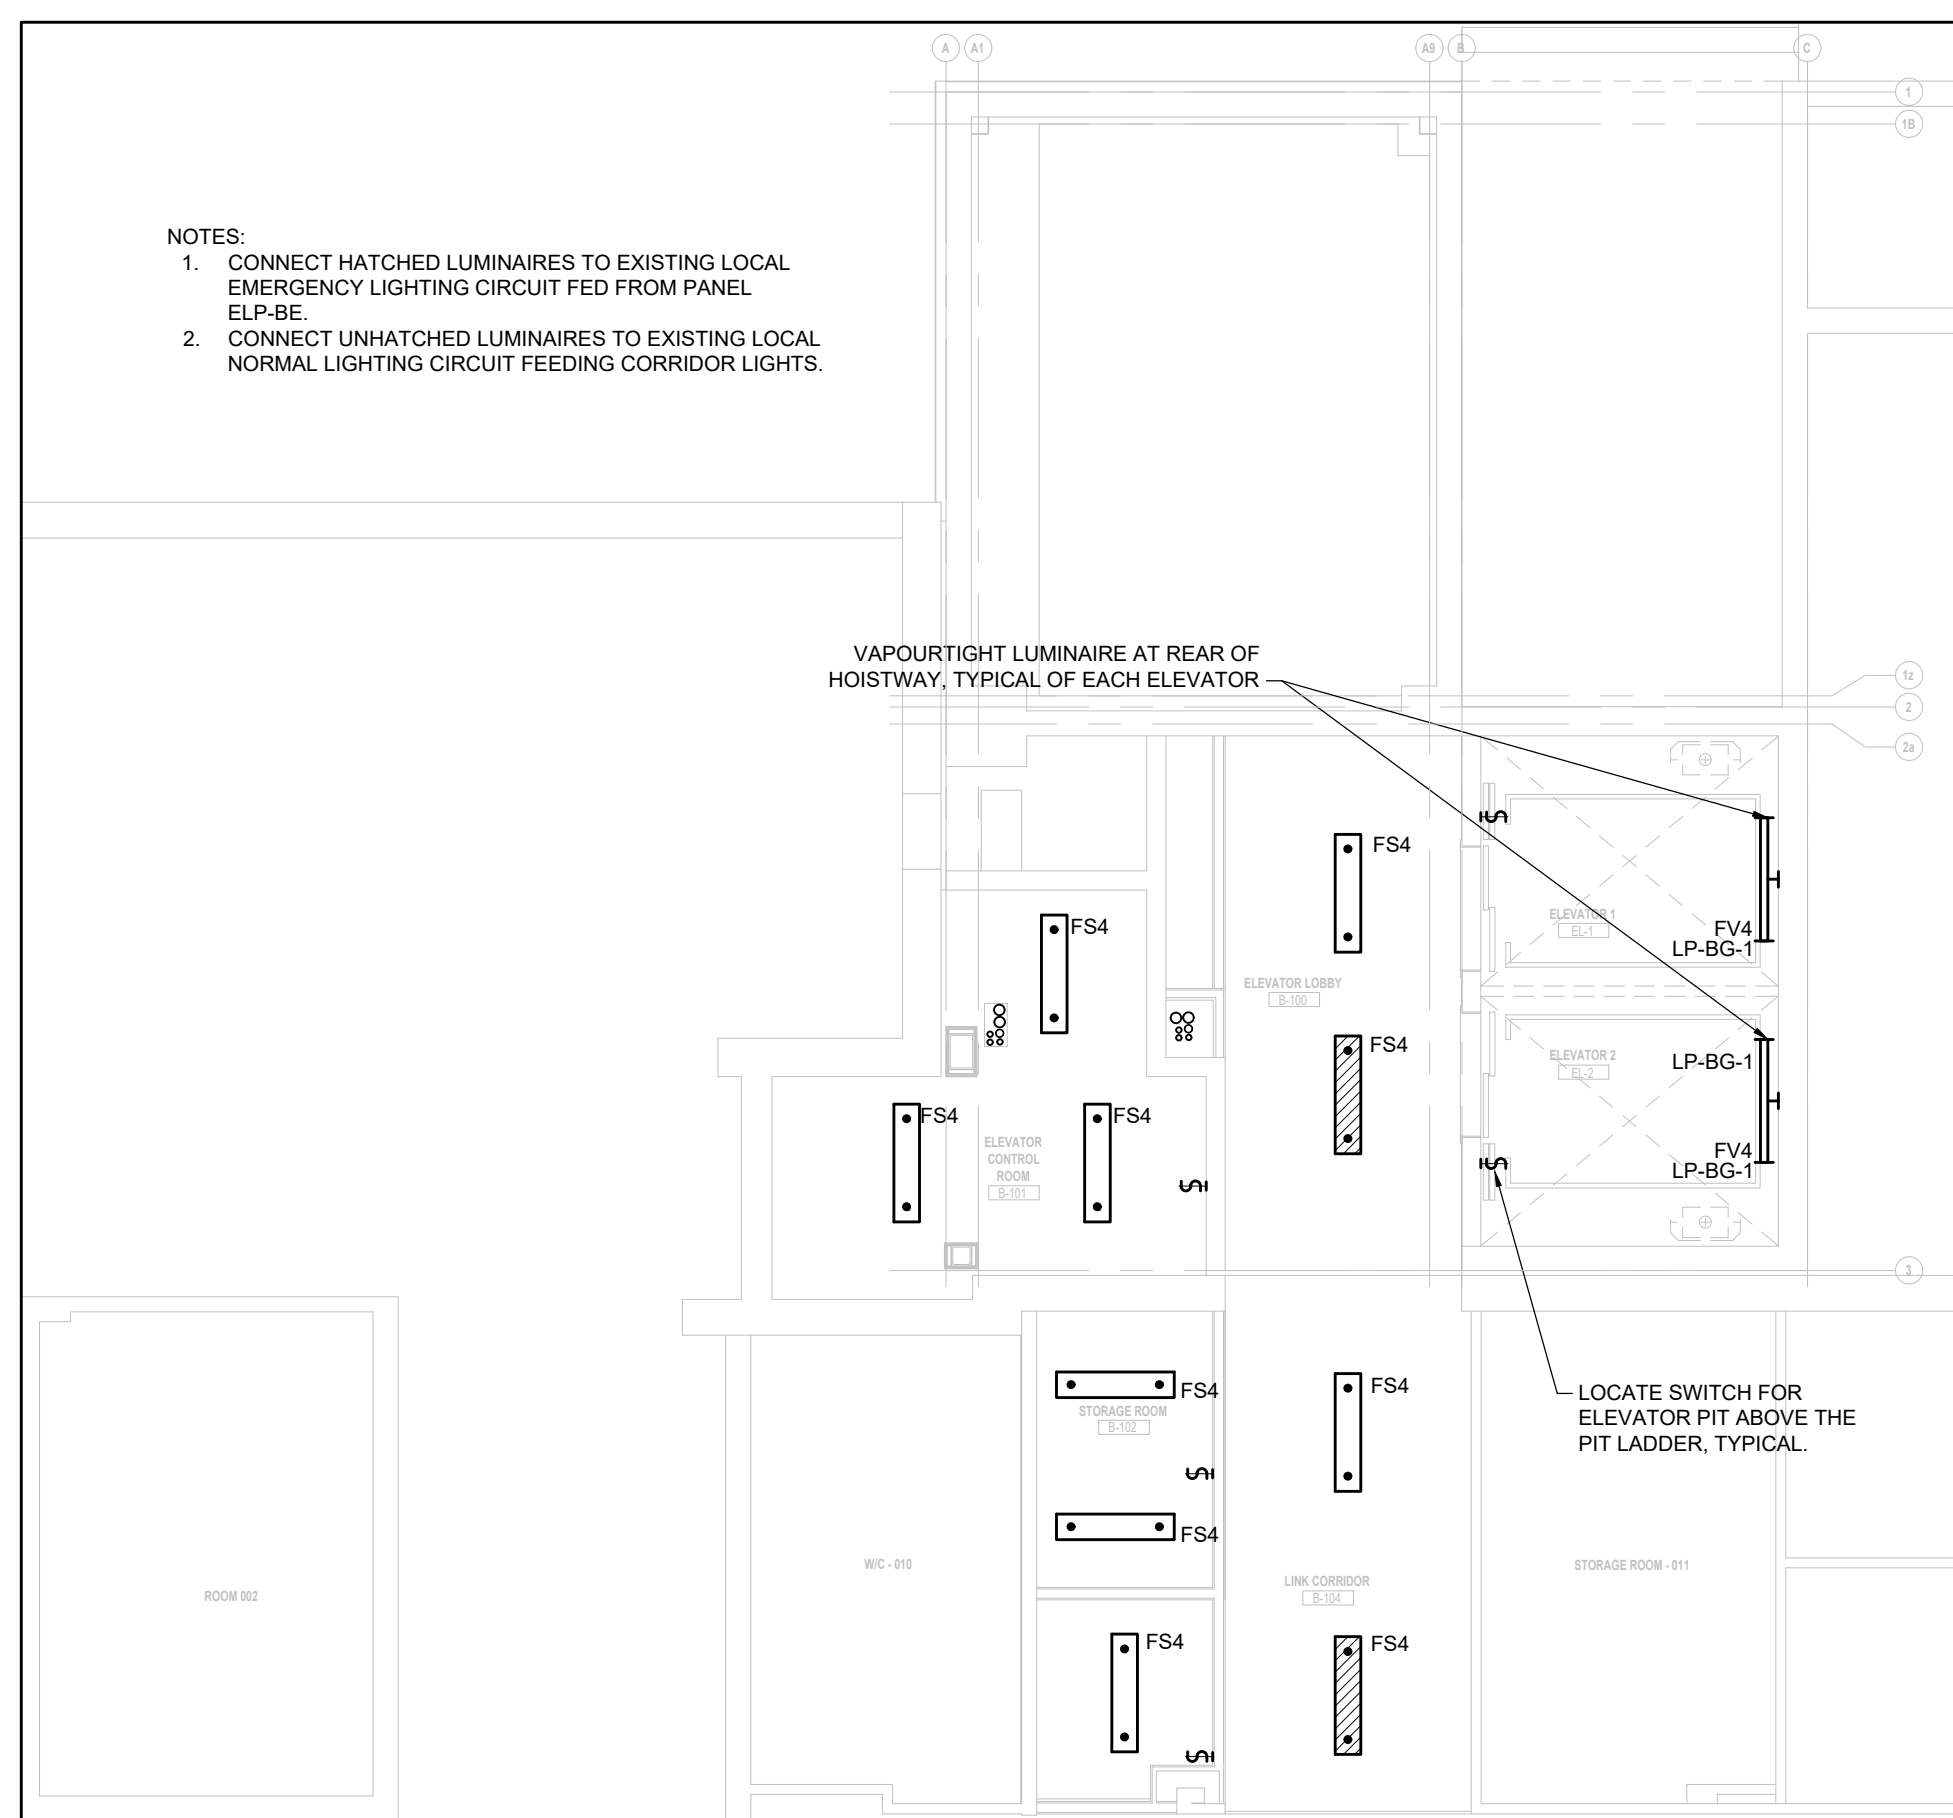 A
A1
A9
B
C
1
1B
NOTES:
1. CONNECT HATCHED LUMINAIRES TO EXISTING LOCAL
EMERGENCY LIGHTING CIRCUIT FED FROM PANEL
ELP-BE.
2. CONNECT UNHATCHED LUMINAIRES TO EXISTING LOCAL
NORMAL LIGHTING CIRCUIT FEEDING CORRIDOR LIGHTS.
VAPOURTIGHT LUMINAIRE AT REAR OF
HOISTWAY, TYPICAL OF EACH ELEVATOR
1z
2
2a
FS4
FS4
ELEVATOR 1
EL-1
FV4
LP-BG-1
ELEVATOR LOBBY
B-100
FS4
ELEVATOR 2
EL-2
LP-BG-1
FS4
FS4
ELEVATOR
CONTROL
ROOM
B-101
FV4
LP-BG-1
3
FS4
STORAGE ROOM
B-102
FS4
LOCATE SWITCH FOR
ELEVATOR PIT ABOVE THE
PIT LADDER, TYPICAL.
FS4
W/C - 010
STORAGE ROOM - 011
LINK CORRIDOR
B-104
ROOM 002
FS4
FS4